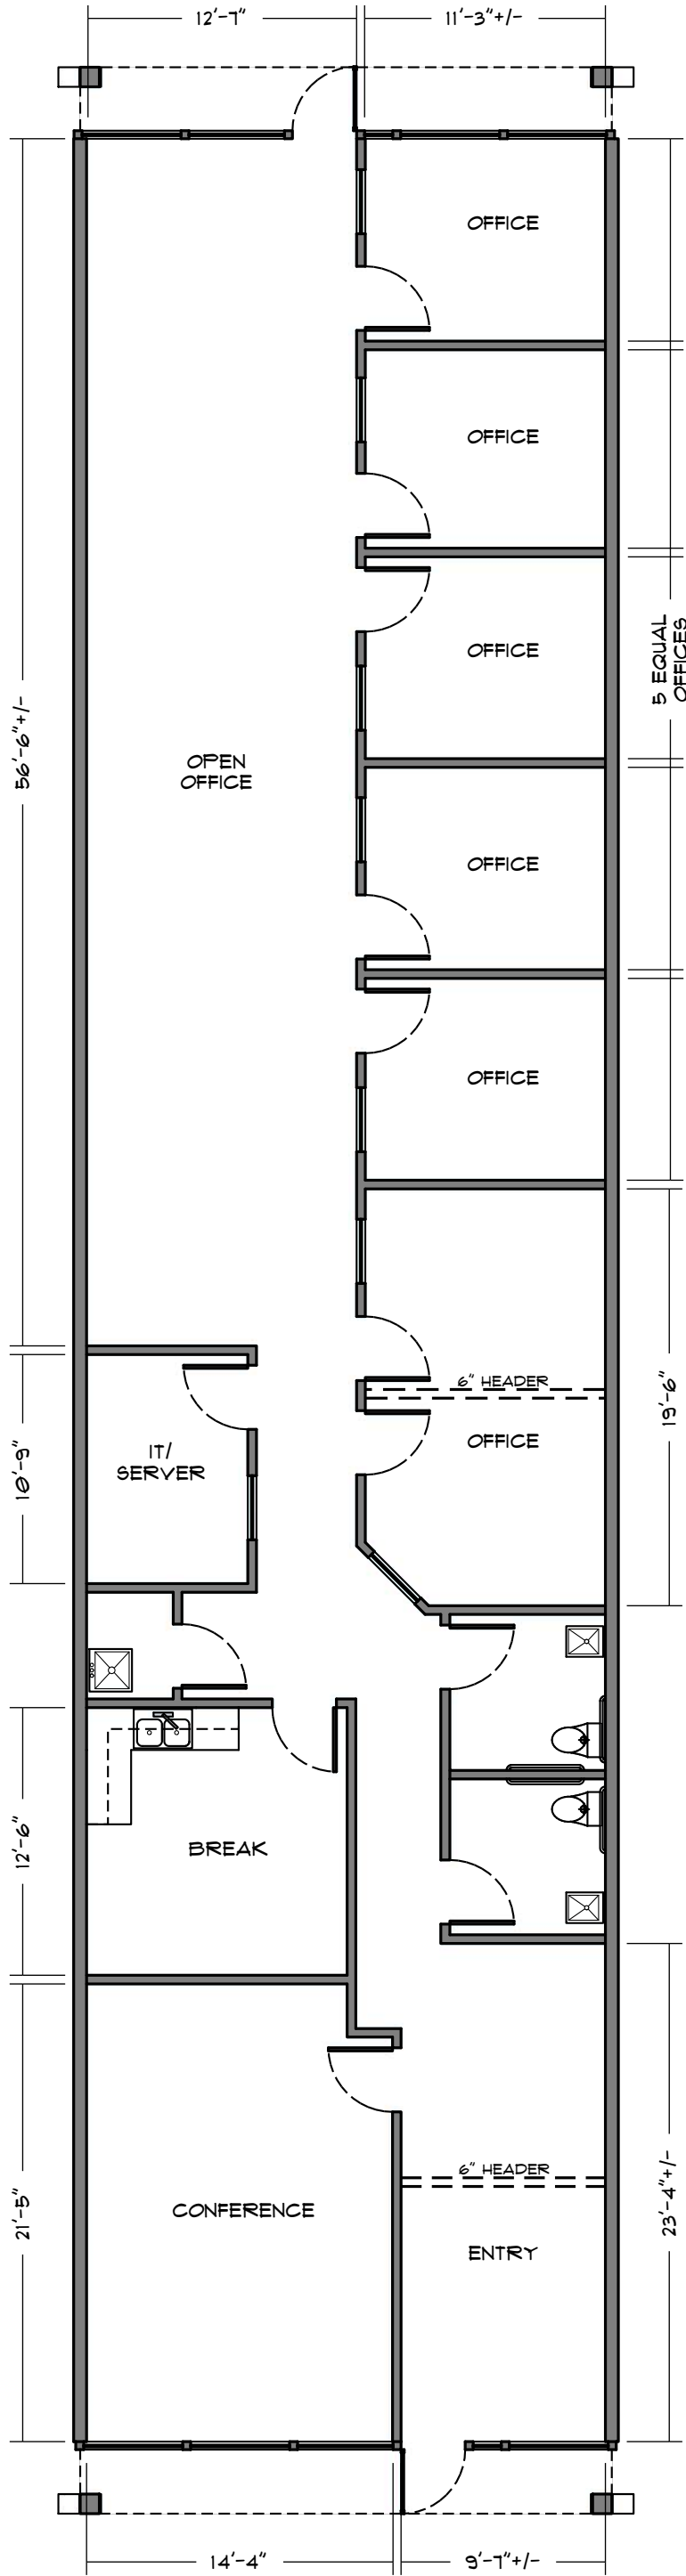 12'-7"
11'-3"+/-
OFFICE
OFFICE
5 EQUAL
OFFICES
OFFICE
56'-6"+/-
OPEN
OFFICE
OFFICE
OFFICE
6" HEADER
19'-6"
OFFICE
IT/
SERVER
10'-9"
BREAK
12'-6"
6" HEADER
23'-4"+/-
CONFERENCE
21'-5"
ENTRY
14'-4"
9'-7"+/-